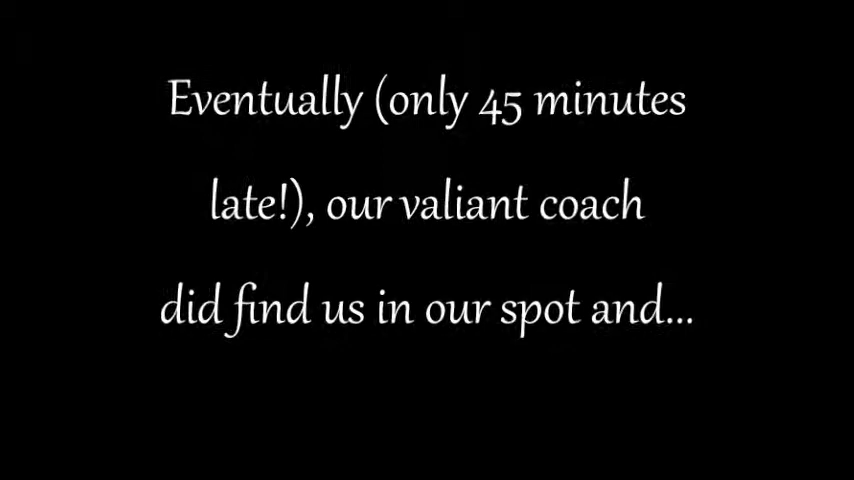 Eventually (only 45 minutes
late!), our valiant coach
did find us in our spot and...